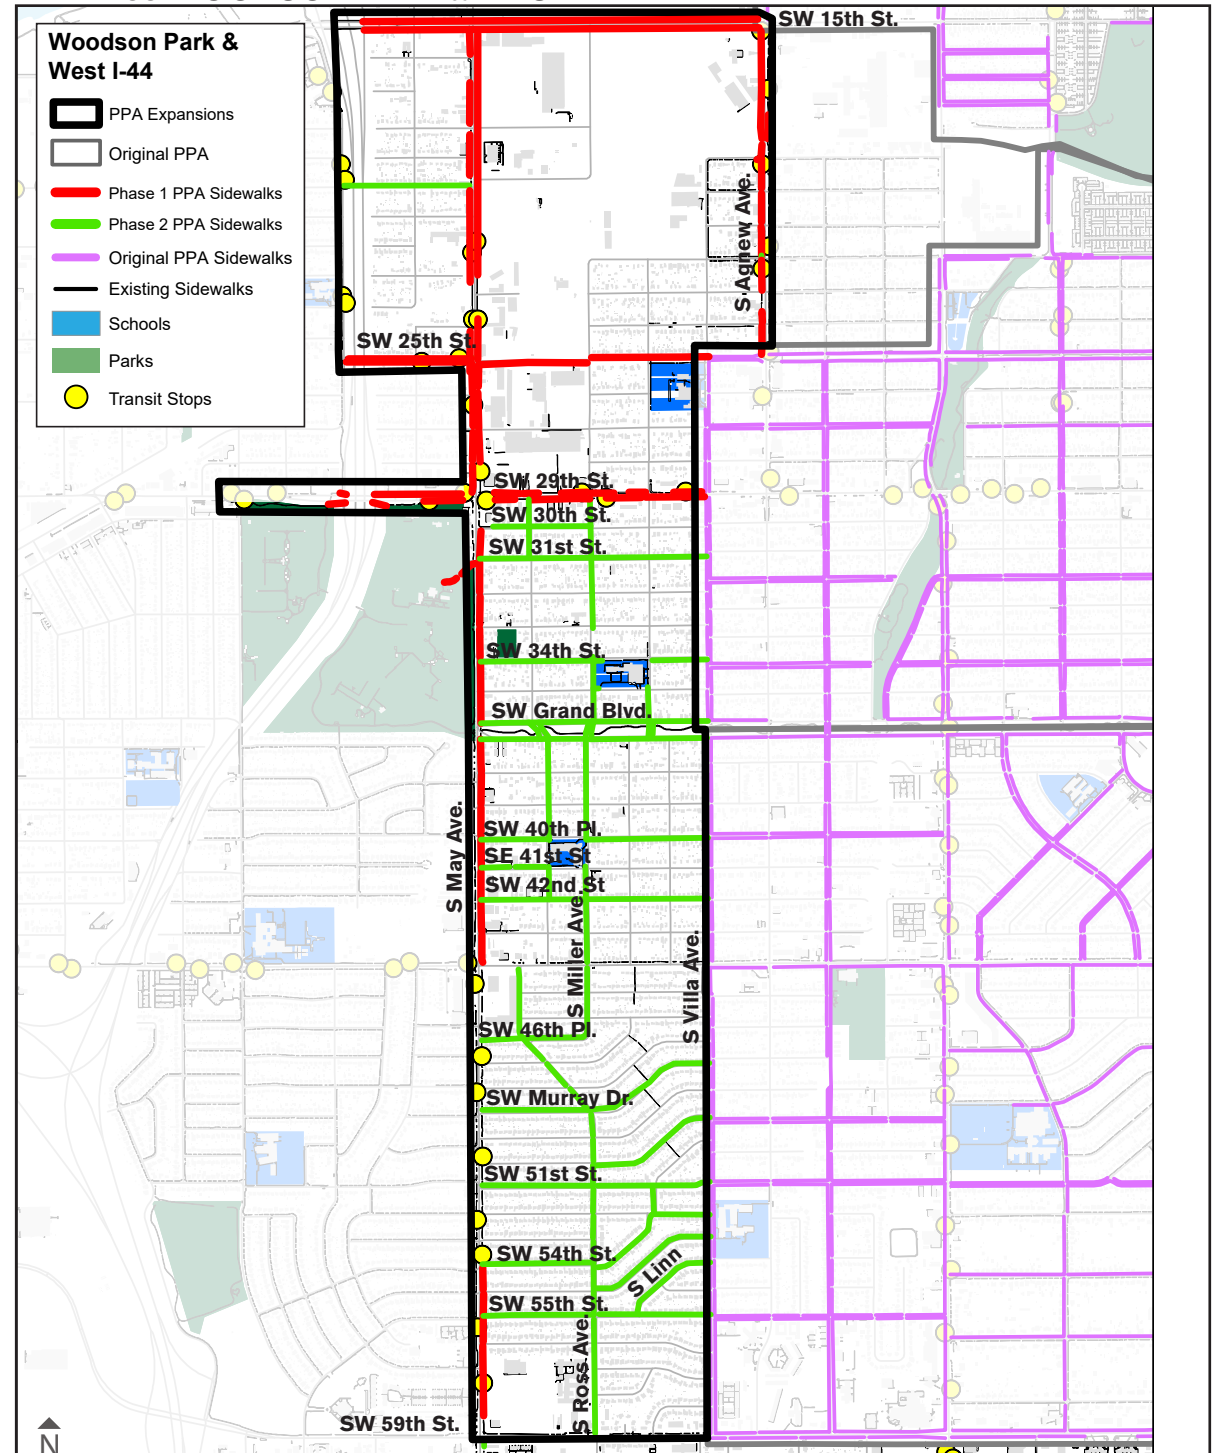 Woodson Park &
West I-44
PPA Expansions
Original PPA
Phase 1 PPA Sidewalks
Phase 2 PPA Sidewalks
Original PPA Sidewalks
Existing Sidewalks
Schools
Parks
Transit Stops
SW 15th St.
S Agnew Ave.
SW 25th St.
SW 29th St.
SW 30th St.
SW 31st St.
SW 34th St.
SW Grand Blvd.
S May Ave.
SW 40th Pl.
SE 41st St
SW 42nd St
S Miller Ave.
S Villa Ave.
SW 46th Pl.
SW Murray Dr.
SW 51st St.
SW 54th St.
S Linn
SW 55th St.
S Ross Ave.
SW 59th St.
N